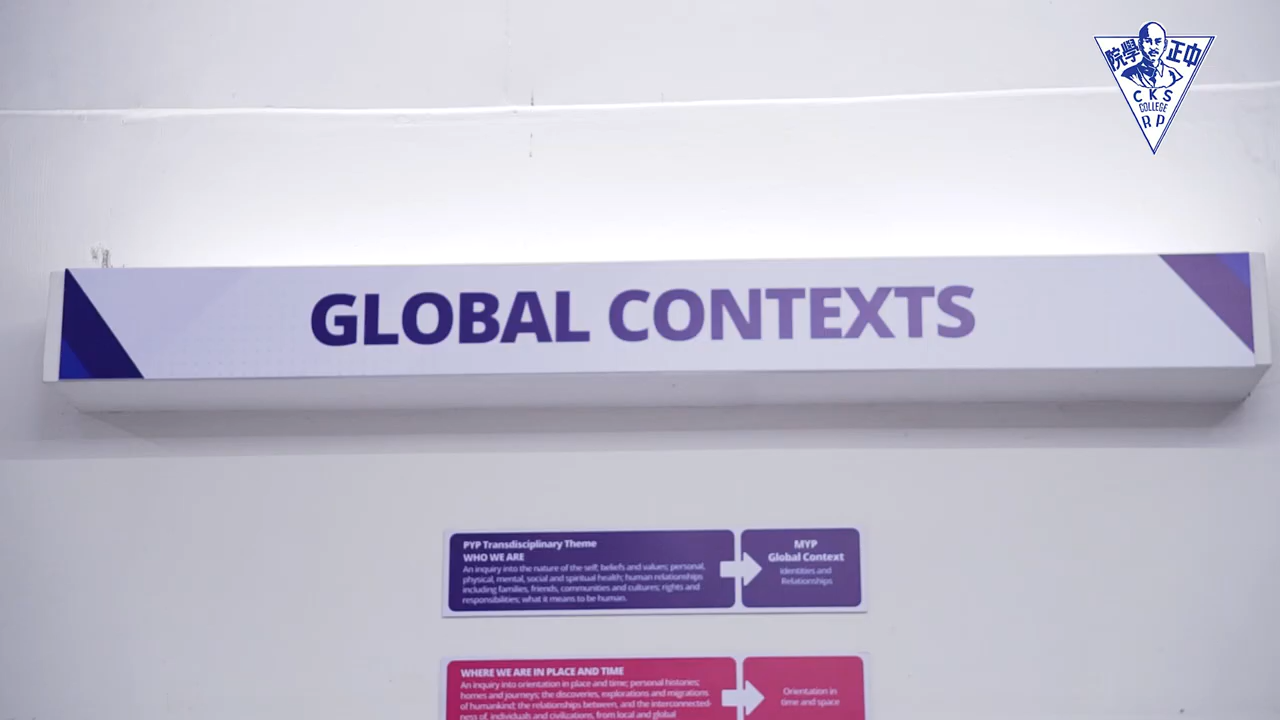 院學 正中
CKS
COLLEGE
RP
GLOBAL CONTEXTS
PYP Transdisciplinary Theme
WHO WE ARE
An inquiry into the nature of the self; beliefs and values; personal,
physical, mental, social and spiritual health; human relationships
including families, friends, communities and cultures; rights and
responsibilities; what it means to be human.
MYP
Global Context
Identities and
Relationships
WHERE WE ARE IN PLACE AND TIME
An inquiry into orientation in place and time; personal histories;
homes and journeys; the discoveries, explorations and migrations
of humankind; the relationships between, and the interconnected-
ness of, individuals and civilizations, from local and global
Orientation in
time and space